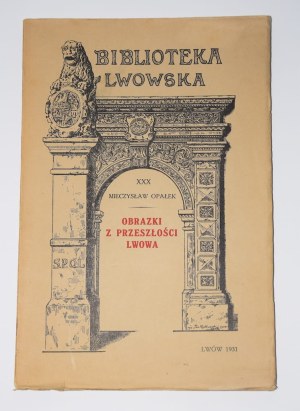 BIBLIOTEKA
LWOWSKA
XXX
MIECZYSŁAW OPAŁEK
OBRAZKI
Z PRZESZŁOŚCI
LWOWA
S.P.Q.L.
LWÓW 1931